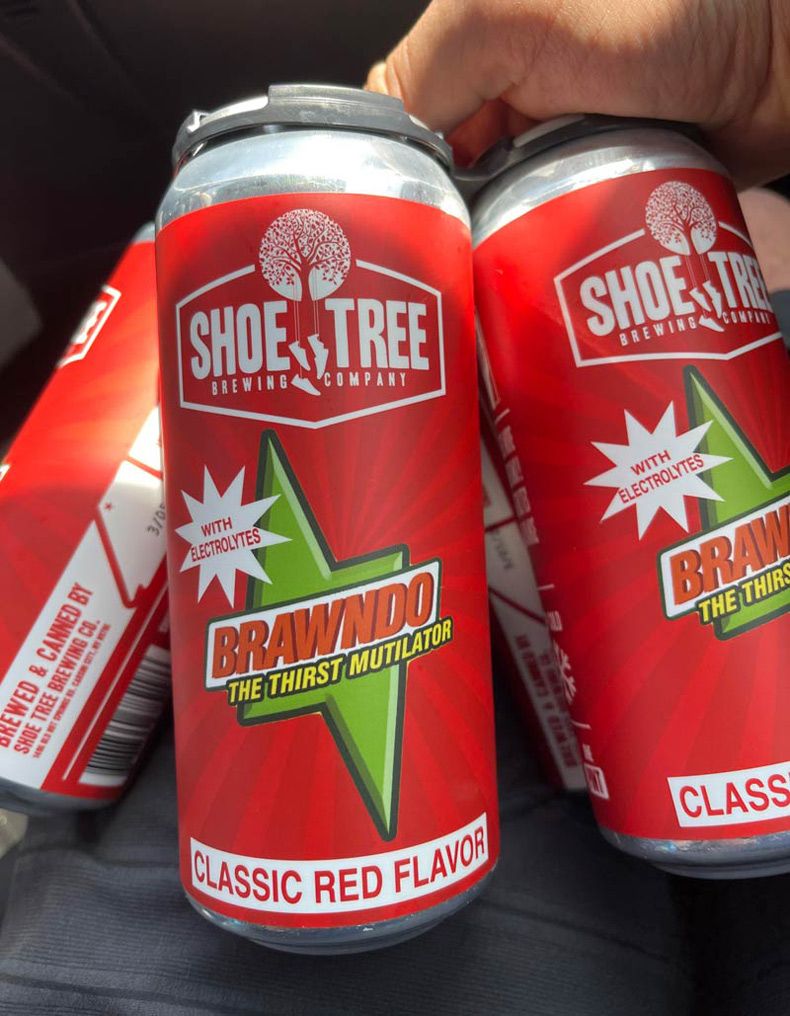 SHOE TREE
BREWING COMPANY
WITH
ELECTROLYTES
BRAWNDO
THE THIRST MUTILATOR
CLASSIC RED FLAVOR
SHOE TREE
BREWING COMPANY
WITH
ELECTROLYTES
BRAWN
THE THIRS
CLASS
BREWED & CANNED BY
SHOE TREE BREWING CO.